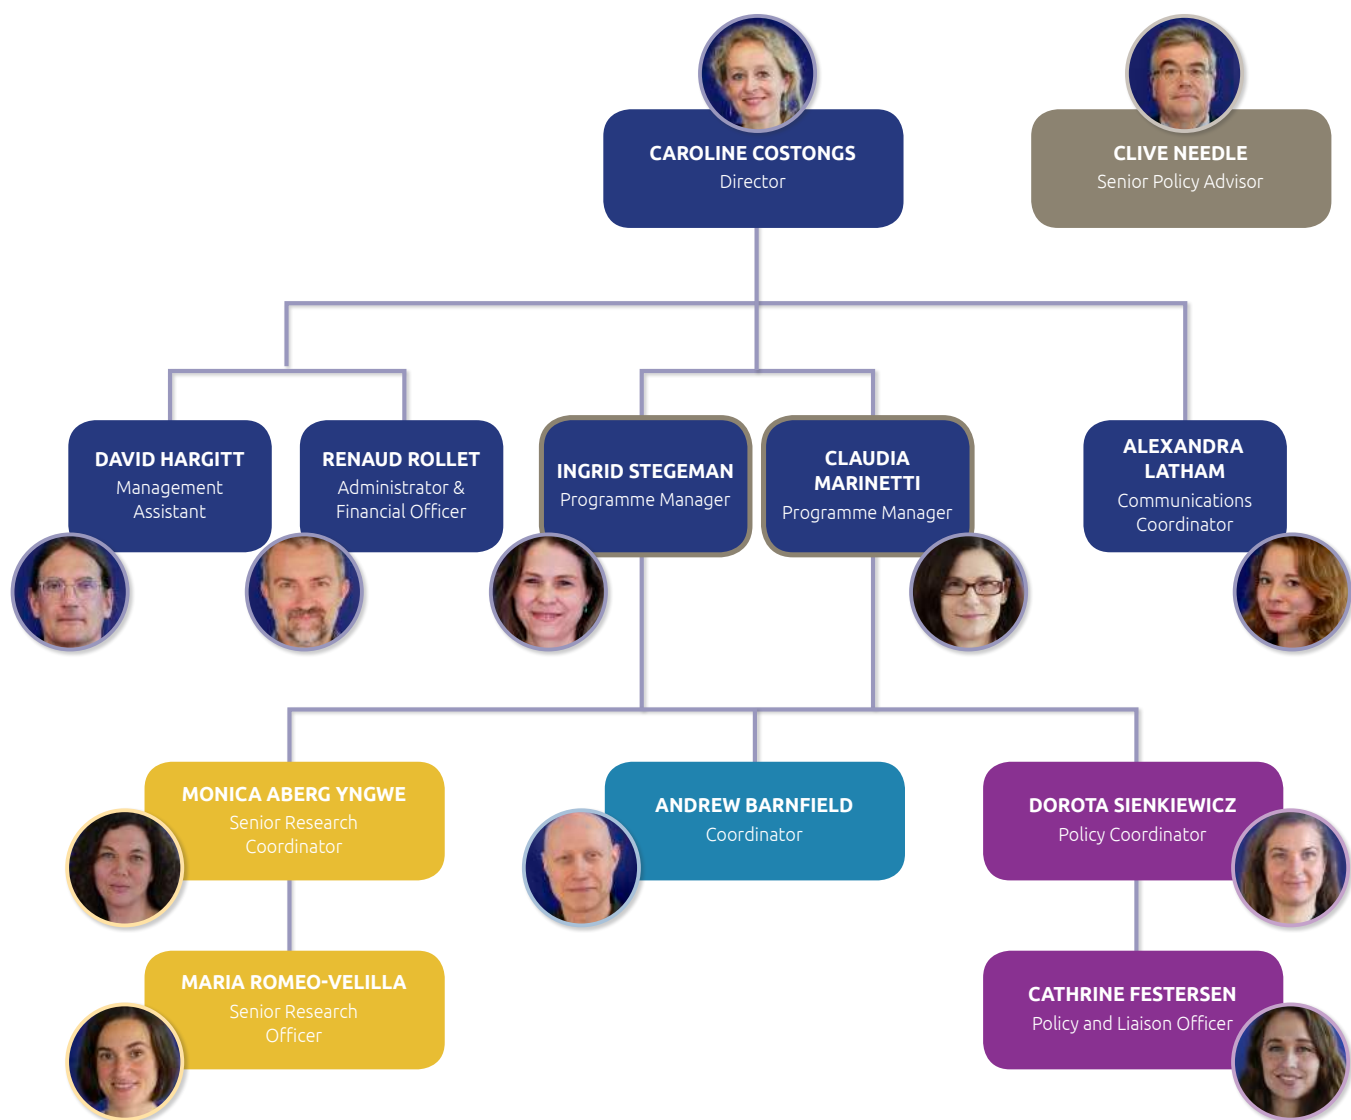 CAROLINE COSTONGS
Director
CLIVE NEEDLE
Senior Policy Advisor
DAVID HARGITT
Management
Assistant
RENAUD ROLLET
Administrator &
Financial Officer
INGRID STEGEMAN
Programme Manager
CLAUDIA
MARINETTI
Programme Manager
ALEXANDRA
LATHAM
Communications
Coordinator
MONICA ABERG YNGWE
Senior Research
Coordinator
ANDREW BARNFIELD
Coordinator
DOROTA SIENKIEWICZ
Policy Coordinator
MARIA ROMEO-VELILLA
Senior Research
Officer
CATHRINE FESTERSEN
Policy and Liaison Officer